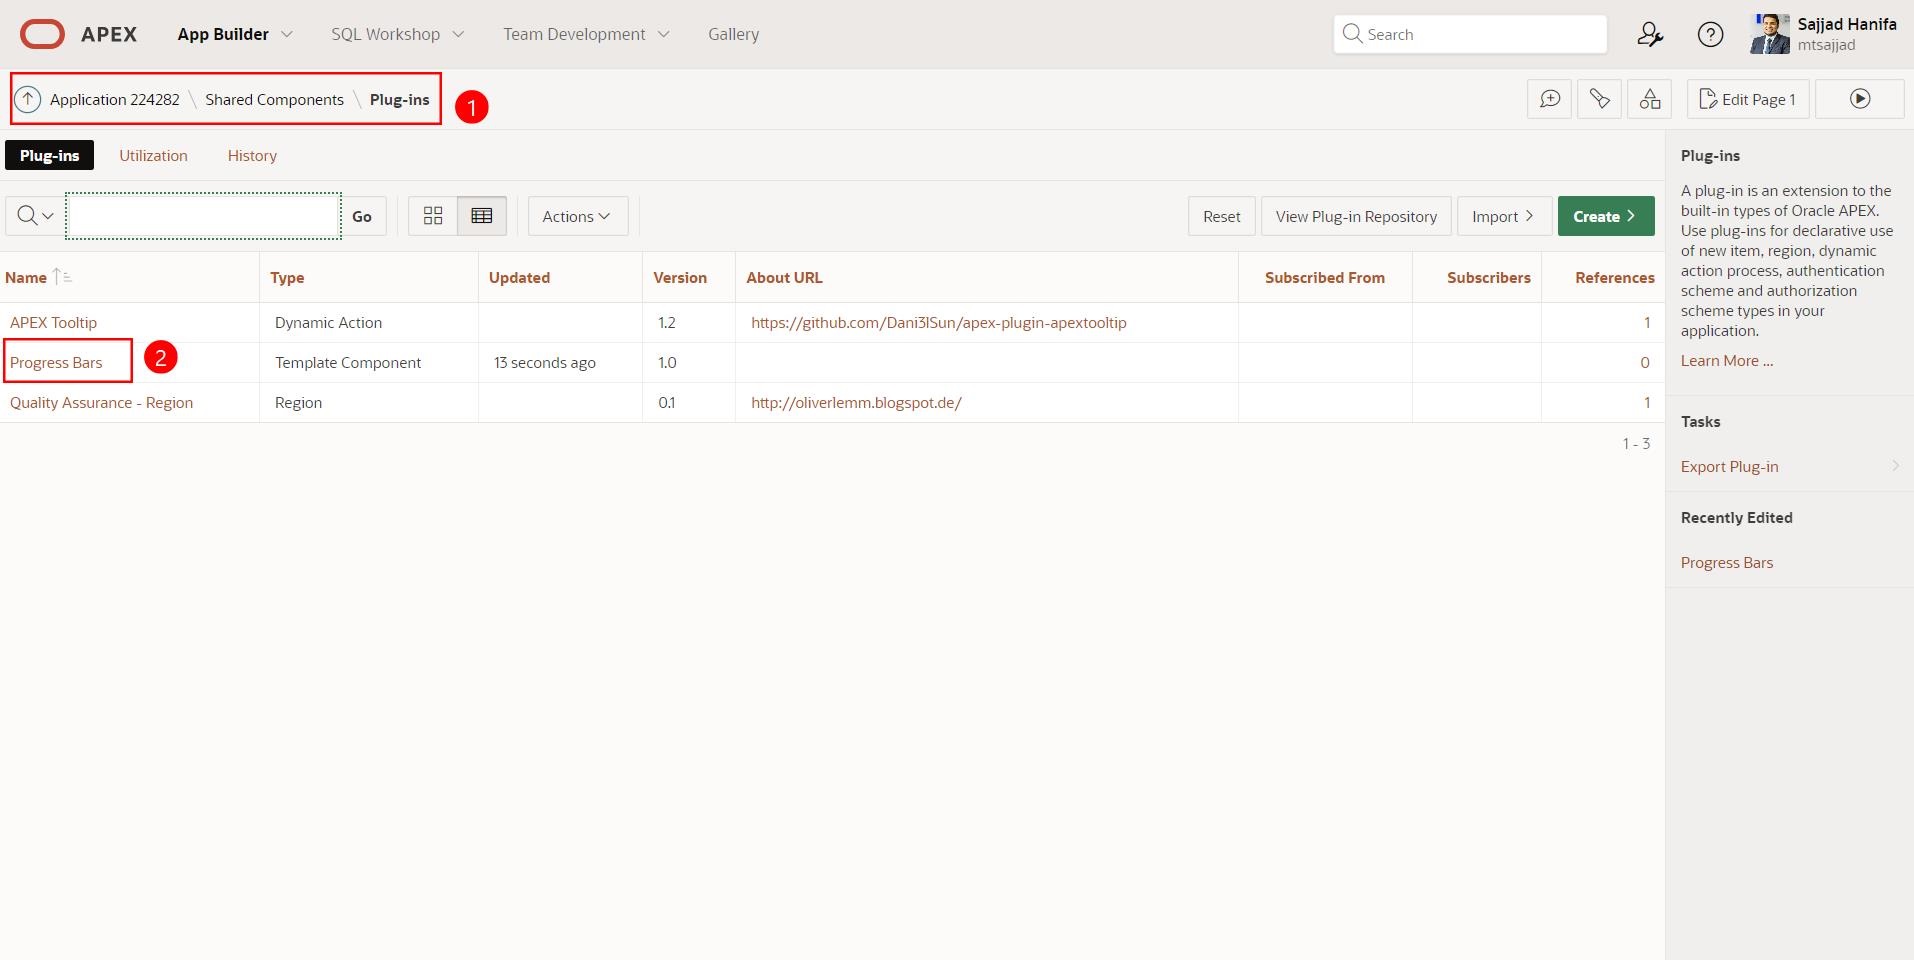 APEX App Builder SQL Workshop Team Development Gallery Search Sajjad Hanifa
mtsajjad
Application 224282 \ Shared Components \ Plug-ins 1 Edit Page 1
Plug-ins Utilization History
Go Actions Reset View Plug-in Repository Import > Create >
Name Type Updated Version About URL Subscribed From Subscribers References
APEX Tooltip Dynamic Action 1.2 https://github.com/Dani3lSun/apex-plugin-apextooltip 1
Progress Bars 2 Template Component 13 seconds ago 1.0 0
Quality Assurance - Region Region 0.1 http://oliverlemm.blogspot.de/ 1
1 - 3
Plug-ins
A plug-in is an extension to the
built-in types of Oracle APEX.
Use plug-ins for declarative use
of new item, region, dynamic
action process, authentication
scheme and authorization
scheme types in your
application.
Learn More ...
Tasks
Export Plug-in
Recently Edited
Progress Bars